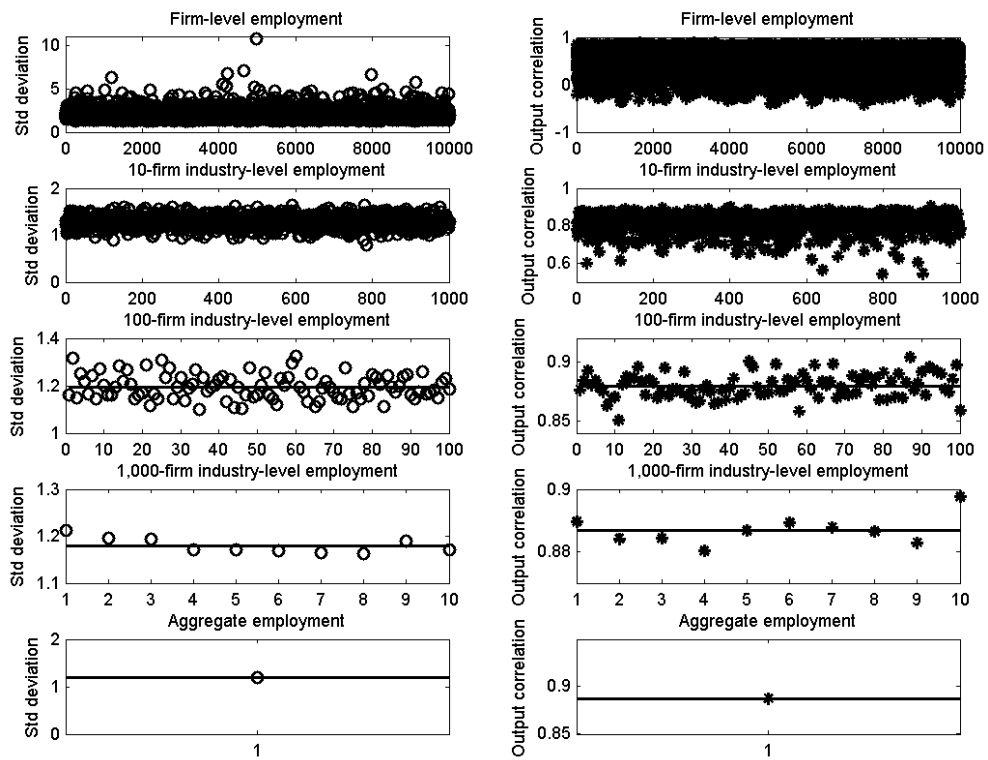 Firm-level employment
Std deviation
10
5
0
0 2000 4000 6000 8000 10000
Firm-level employment
Output correlation
1
0
-1
0 2000 4000 6000 8000 10000
10-firm industry-level employment
Std deviation
2
1
0
0 200 400 600 800 1000
10-firm industry-level employment
Output correlation
1
0.8
0.6
0 200 400 600 800 1000
100-firm industry-level employment
Std deviation
1.4
1.2
1
0 10 20 30 40 50 60 70 80 90 100
100-firm industry-level employment
Output correlation
0.9
0.85
0 10 20 30 40 50 60 70 80 90 100
1,000-firm industry-level employment
Std deviation
1.3
1.2
1.1
1 2 3 4 5 6 7 8 9 10
1,000-firm industry-level employment
Output correlation
0.9
0.88
1 2 3 4 5 6 7 8 9 10
Aggregate employment
Std deviation
2
1
0
1
Aggregate employment
Output correlation
0.9
0.85
1